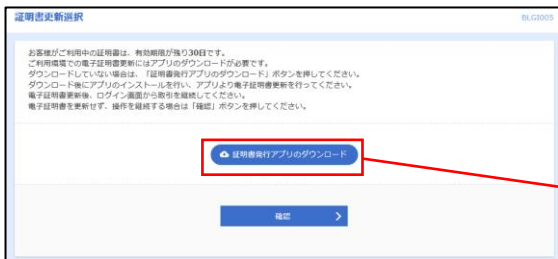 証明書更新選択
BLGI005
お客様がご利用中の証明書は、有効期限が残り30日です。
ご利用環境での電子証明書更新にはアプリのダウンロードが必要です。
ダウンロードしていない場合は、「証明書発行アプリのダウンロード」ボタンを押してください。
ダウンロード後にアプリのインストールを行い、アプリより電子証明書更新を行ってください。
電子証明書更新後、ログイン画面から取引を継続してください。
電子証明書を更新せず、操作を継続する場合は「確認」ボタンを押してください。
証明書発行アプリのダウンロード
確認